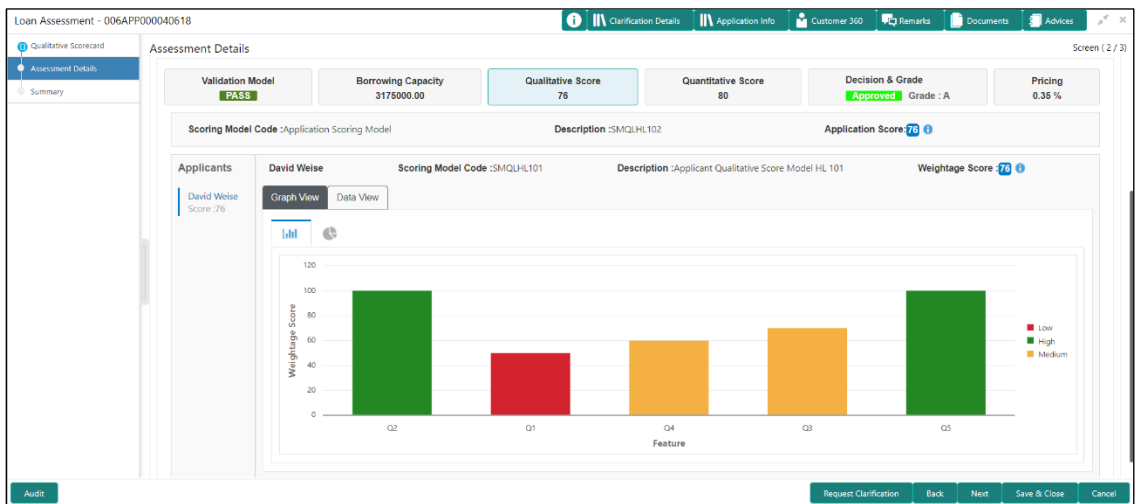 Loan Assessment - 006APP000040618
Clarification Details
Application Info
Customer 360
Remarks
Documents
Advices
Qualitative Scorecard
Assessment Details
Summary
Assessment Details
Screen ( 2 / 3)
Validation Model
PASS
Borrowing Capacity
3175000.00
Qualitative Score
76
Quantitative Score
80
Decision & Grade
Approved Grade : A
Pricing
0.35 %
Scoring Model Code :Application Scoring Model
Description :SMQLHL102
Application Score:76
Applicants
David Weise
Score :76
David Weise
Scoring Model Code :SMQLHL101
Description :Applicant Qualitative Score Model HL 101
Weightage Score :76
Graph View
Data View
120
100
80
60
40
20
0
Weightage Score
Q2
Q1
Q4
Q3
Q5
Feature
Low
High
Medium
Audit
Request Clarification
Back
Next
Save & Close
Cancel